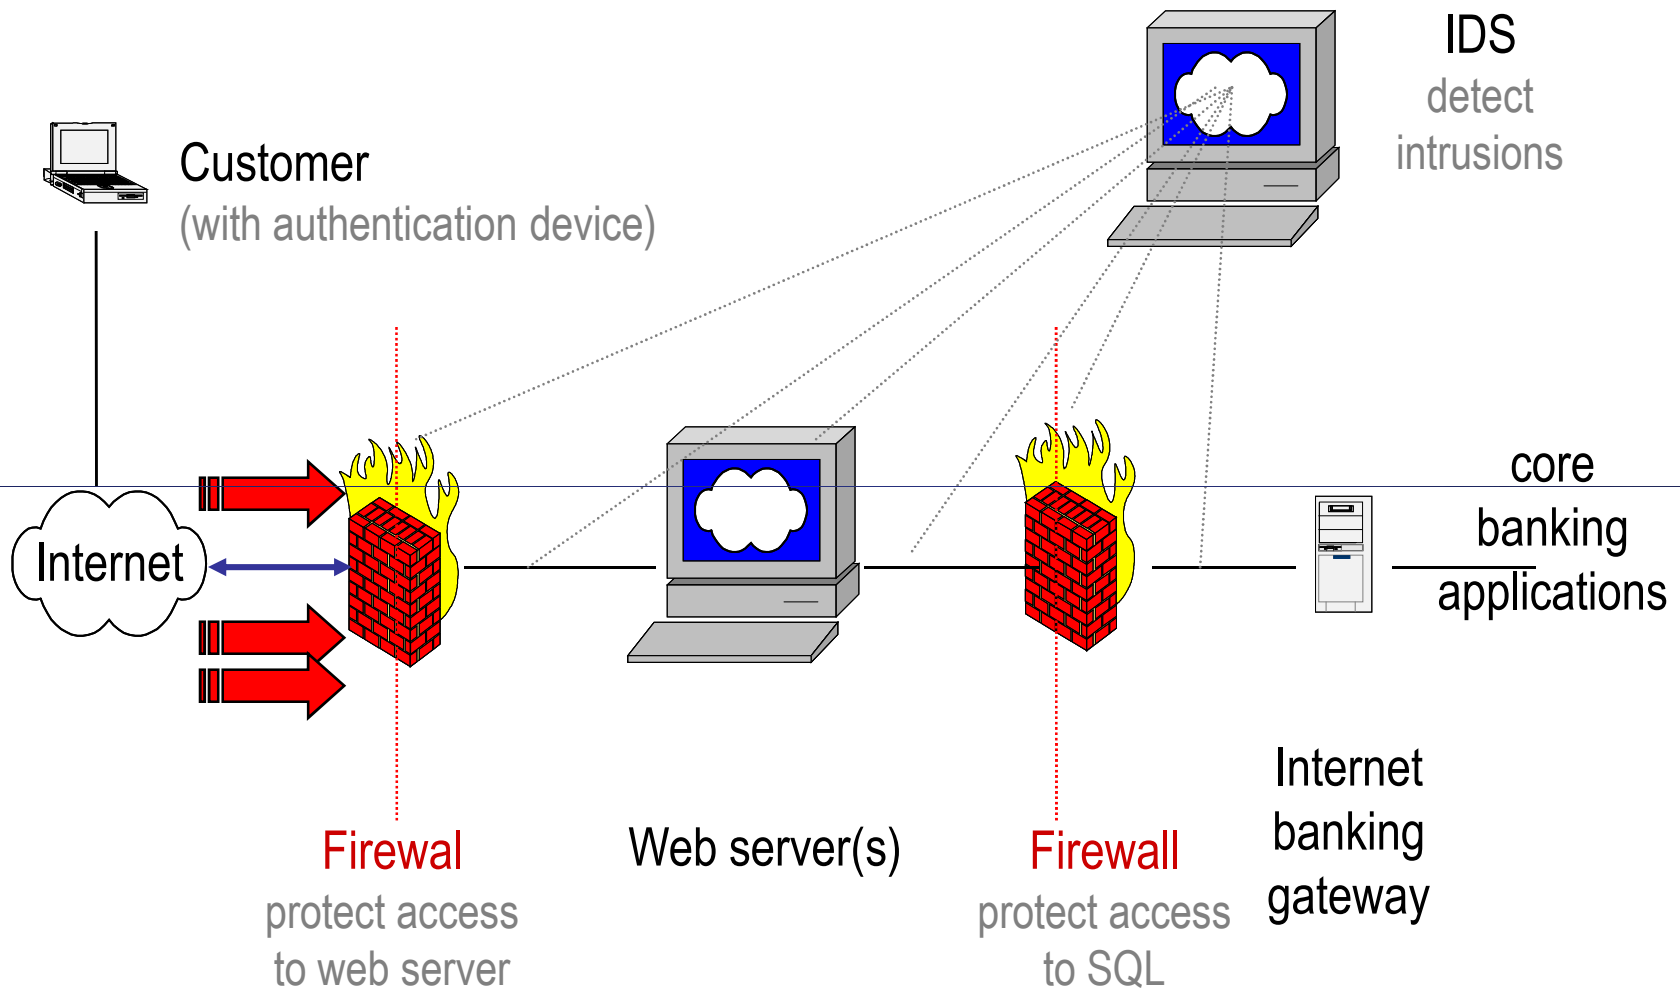 IDS
detect
intrusions
Customer
(with authentication device)
Internet
core
banking
applications
Firewal
protect access
to web server
Web server(s)
Firewall
protect access
to SQL
Internet
banking
gateway